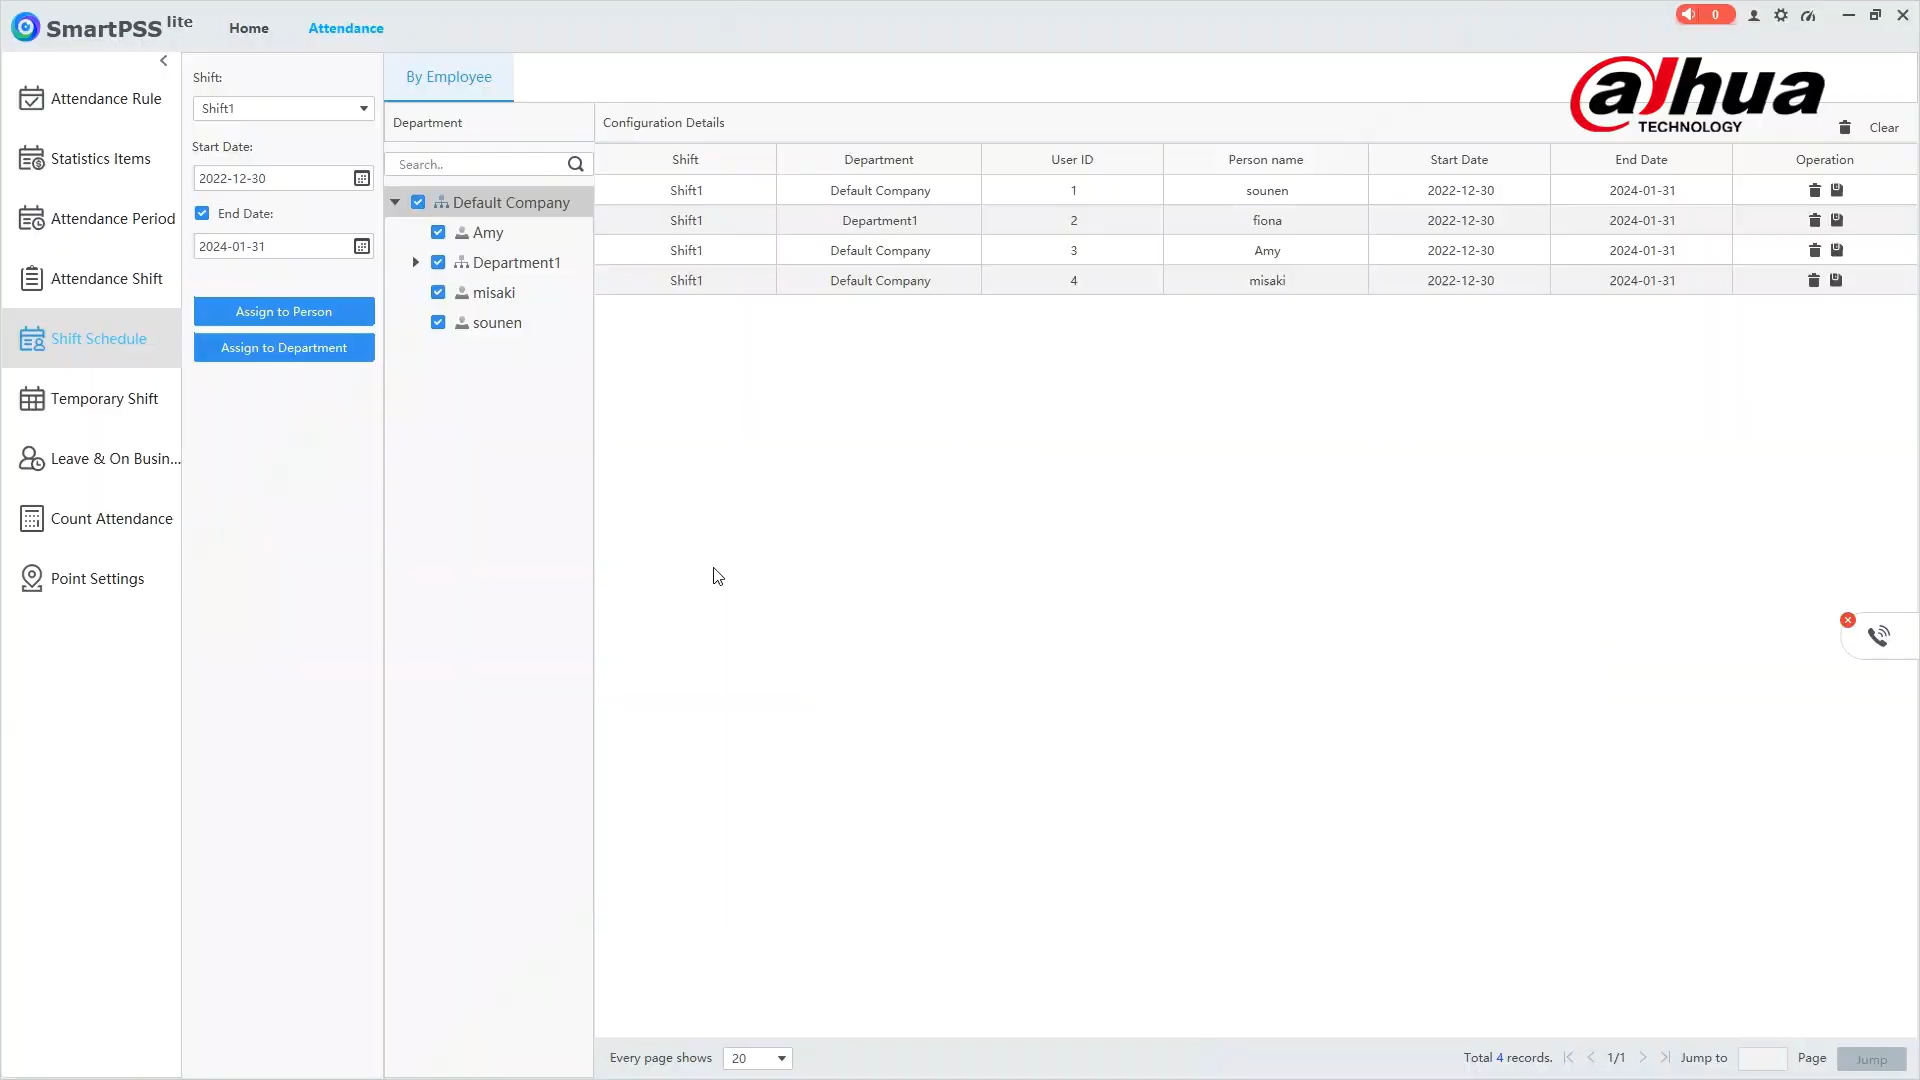 SmartPSS lite
Home
Attendance
0
Attendance Rule
Statistics Items
Attendance Period
Attendance Shift
Shift Schedule
Temporary Shift
Leave & On Busin...
Count Attendance
Point Settings
Shift:
Shift1
Start Date:
2022-12-30
End Date:
2024-01-31
Assign to Person
Assign to Department
By Employee
Department
Search..
Default Company
Amy
Department1
misaki
sounen
Configuration Details
alhua
TECHNOLOGY
Clear
Shift Department User ID Person name Start Date End Date Operation
Shift1 Default Company 1 sounen 2022-12-30 2024-01-31
Shift1 Department1 2 fiona 2022-12-30 2024-01-31
Shift1 Default Company 3 Amy 2022-12-30 2024-01-31
Shift1 Default Company 4 misaki 2022-12-30 2024-01-31
Every page shows 20 Total 4 records. 1/1 Jump to Page Jump